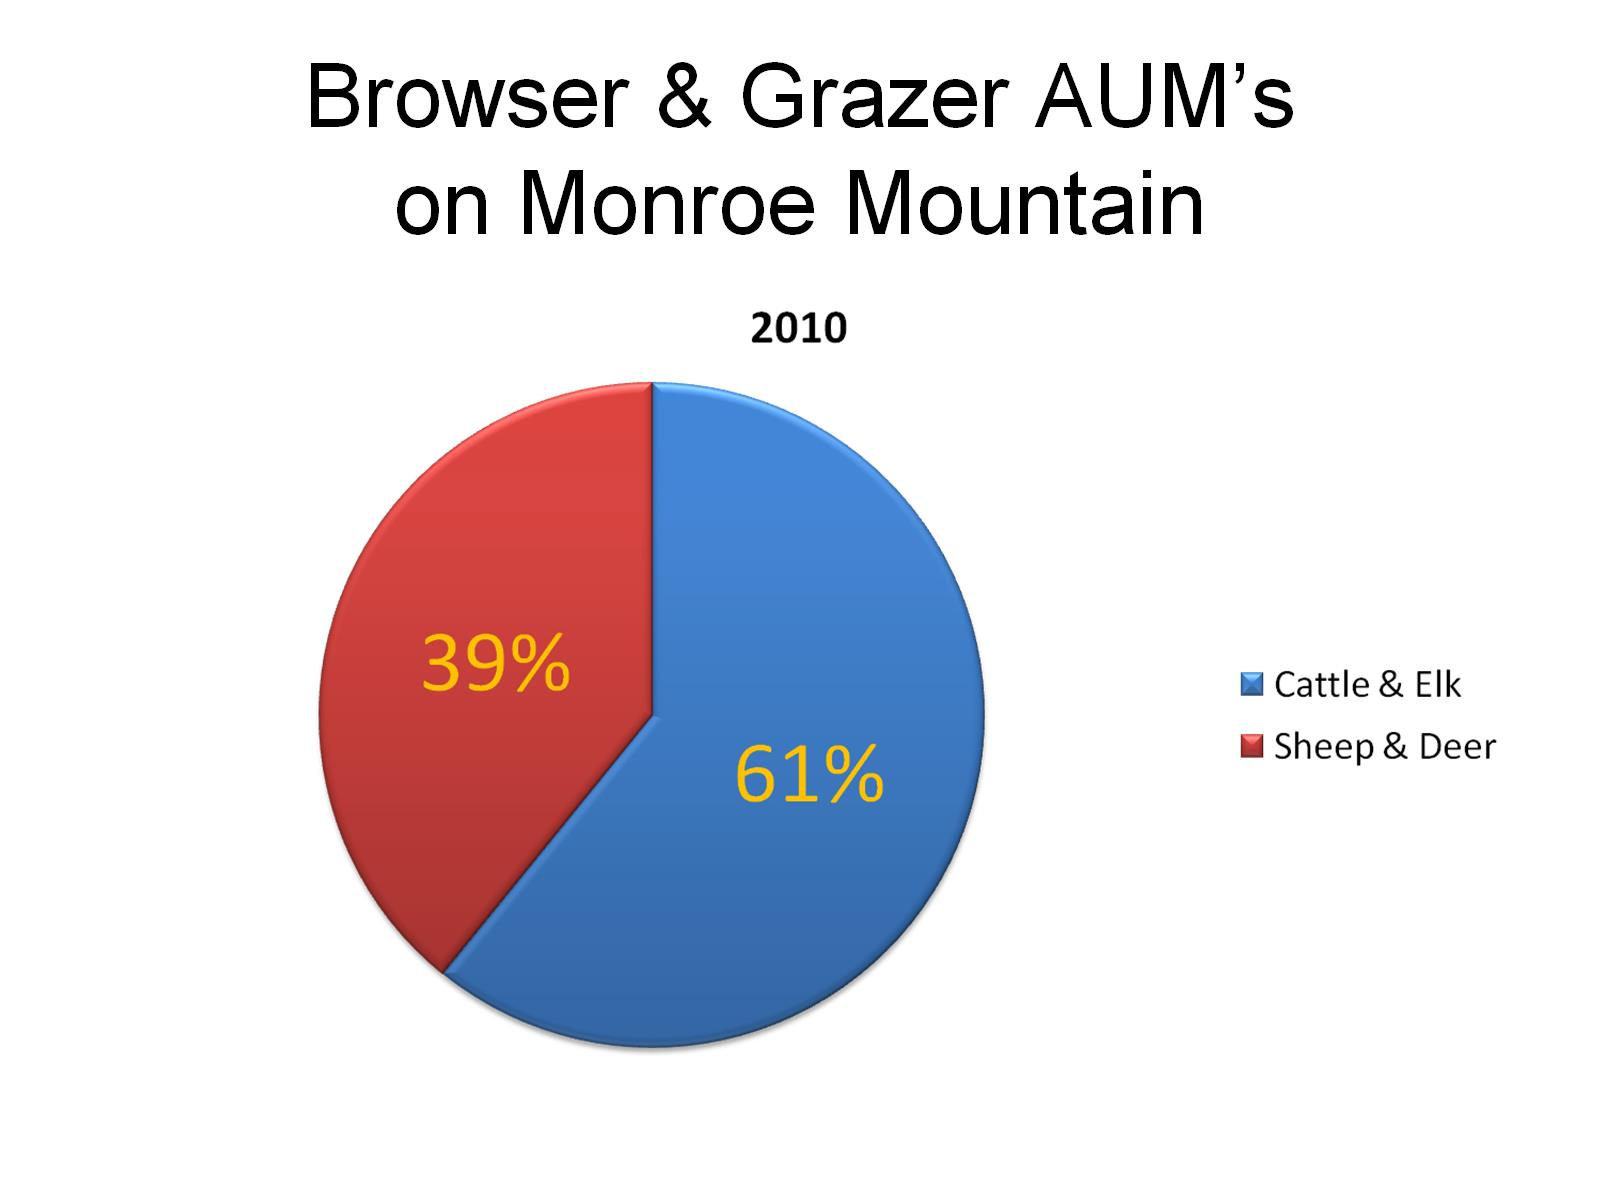 Browser & Grazer AUM’s
on Monroe Mountain
2010
39%
61%
Cattle & Elk
Sheep & Deer